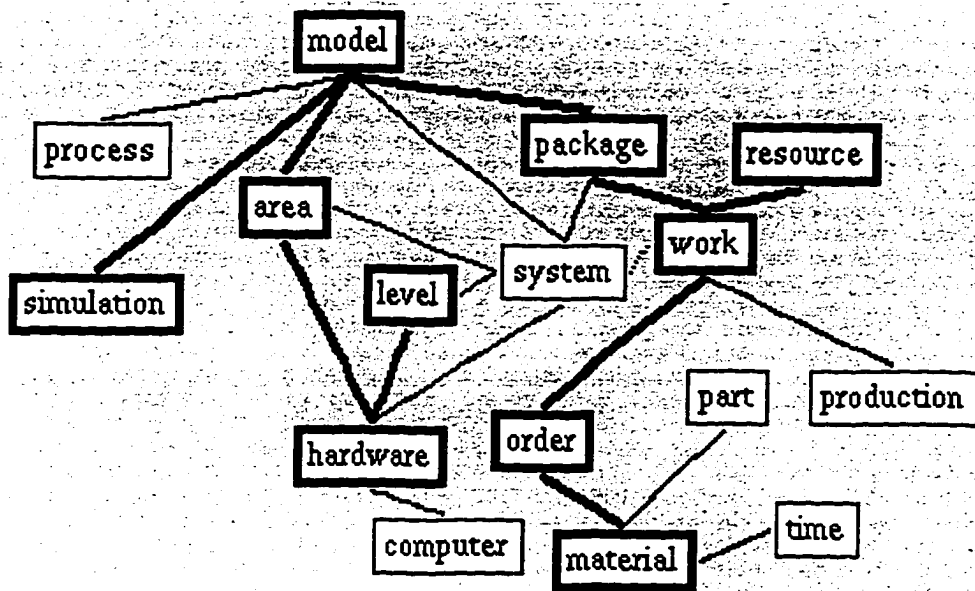 model
process
package
resource
area
work
system
simulation
level
part
production
hardware
order
computer
material
time